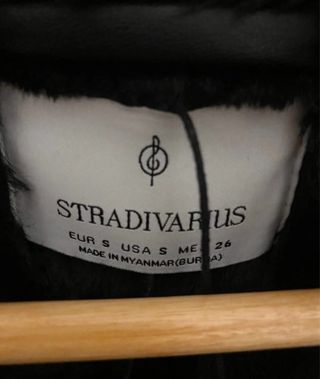 STRADIVARIUS
EUR S USA S MEX 26
MADE IN MYANMAR(BURMA)